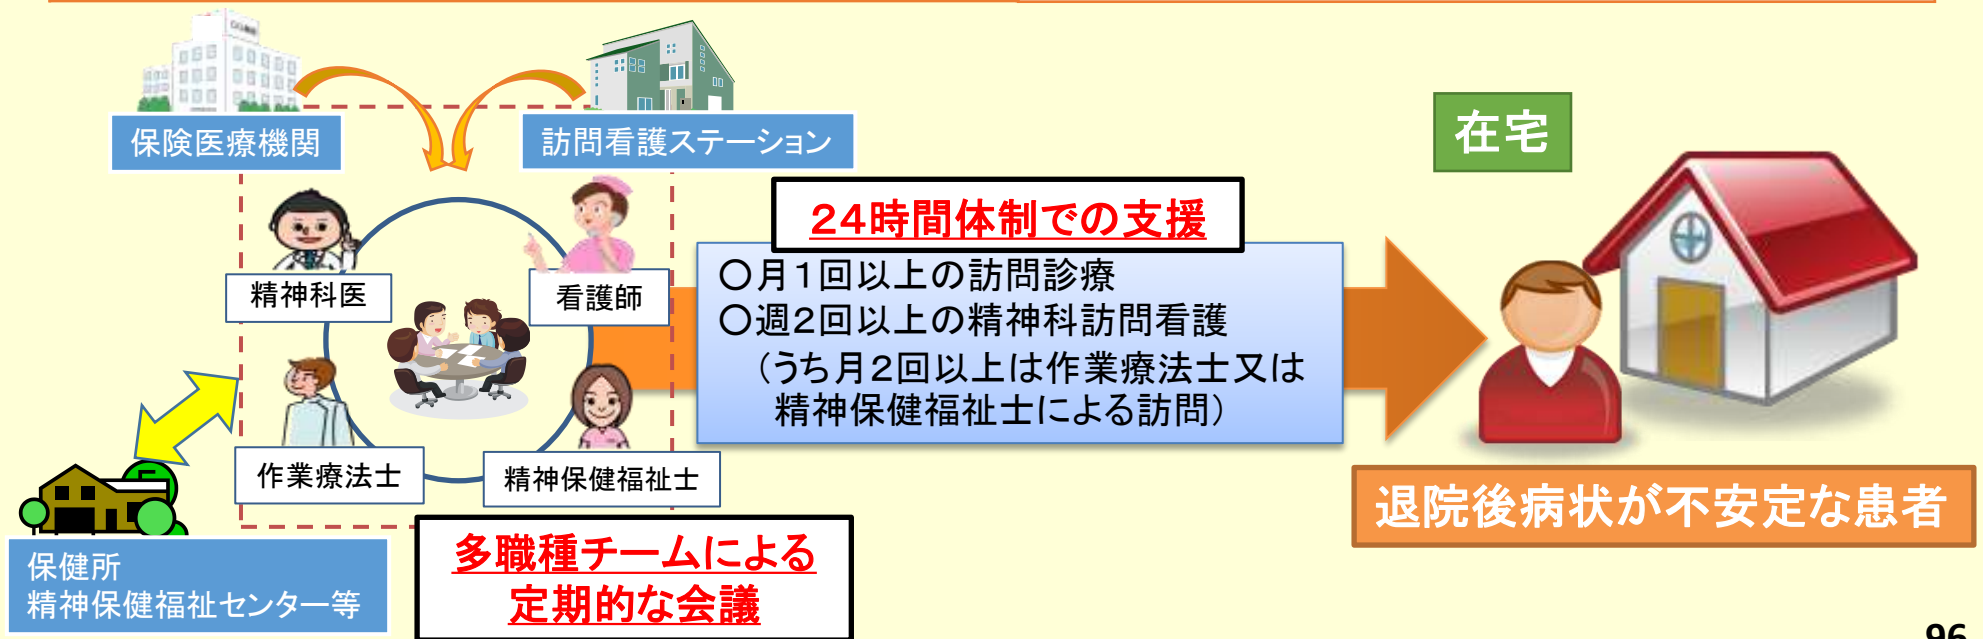 保険医療機関
訪問看護ステーション
在宅
24時間体制での支援
精神科医
看護師
○月1回以上の訪問診療
○週2回以上の精神科訪問看護
(うち月2回以上は作業療法士又は
精神保健福祉士による訪問)
作業療法士
精神保健福祉士
退院後病状が不安定な患者
多職種チームによる
定期的な会議
保健所
精神保健福祉センター等
96